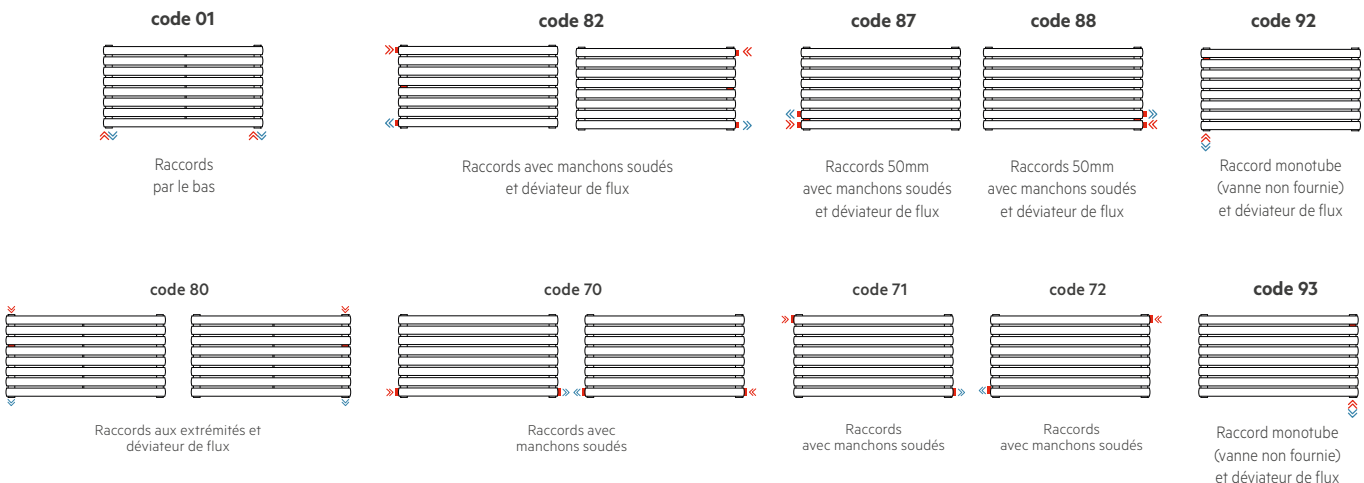 code 01
Raccords
par le bas
code 82
Raccords avec manchons soudés
et déviateur de flux
code 87
Raccords 50mm
avec manchons soudés
et déviateur de flux
code 88
Raccords 50mm
avec manchons soudés
et déviateur de flux
code 92
Raccord monotube
(vanne non fournie)
et déviateur de flux
code 80
Raccords aux extrémités et
déviateur de flux
code 70
Raccords avec
manchons soudés
code 71
Raccords
avec manchons soudés
code 72
Raccords
avec manchons soudés
code 93
Raccord monotube
(vanne non fournie)
et déviateur de flux